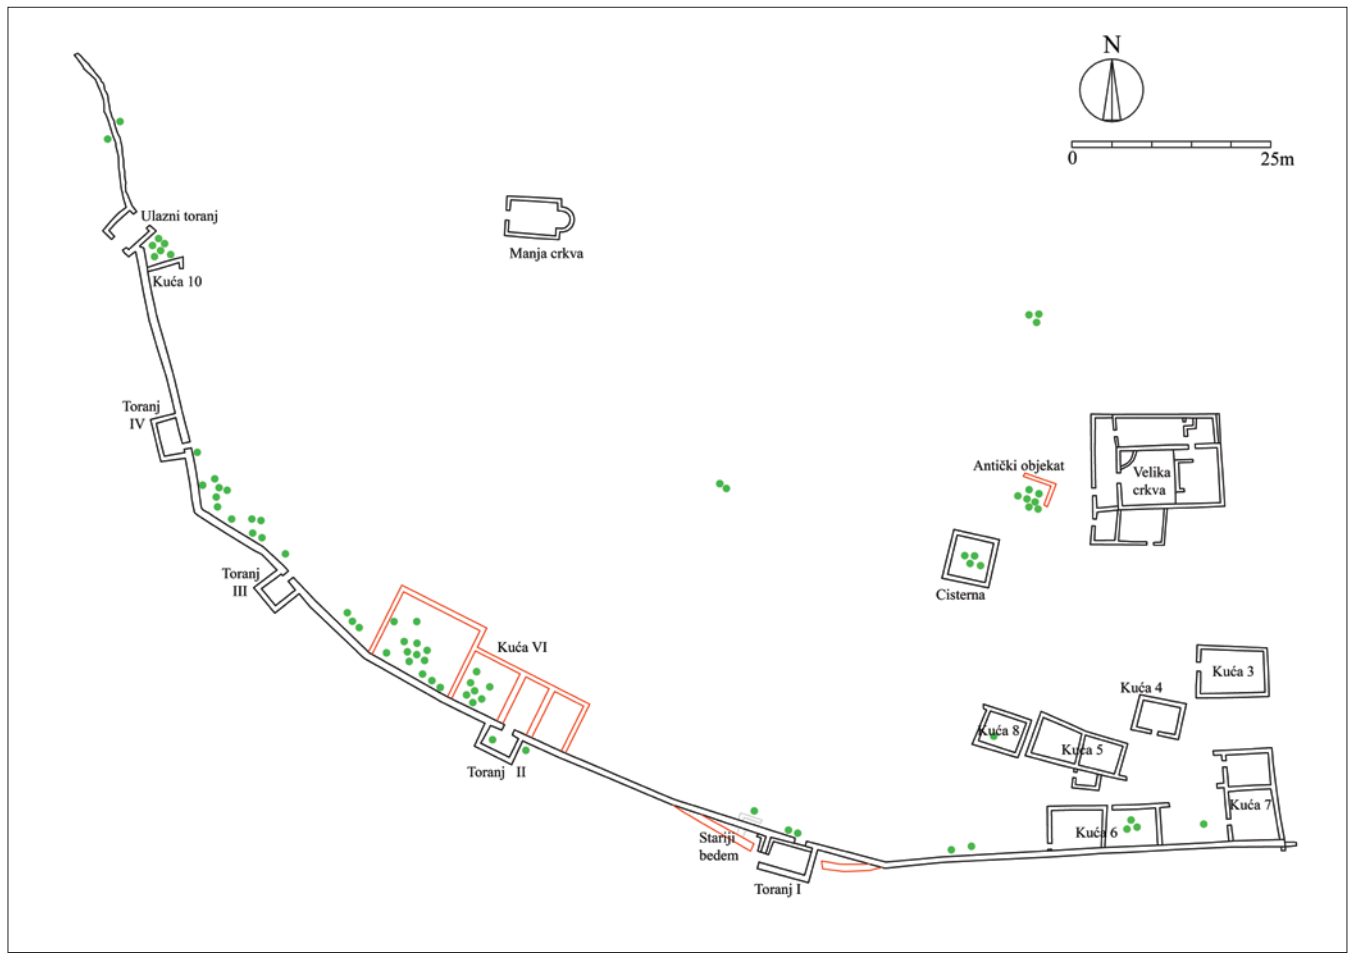 N
0 25m
Ulazni toranj
Manja crkva
Kuća 10
Toranj
IV
Antički objekat
Velika
crkva
Toranj
III
Cisterna
Kuća VI
Kuća 3
Kuća 4
Kuća 8
Kuća 5
Toranj II
Kuća 7
Kuća 6
Stariji
bedem
Toranj I